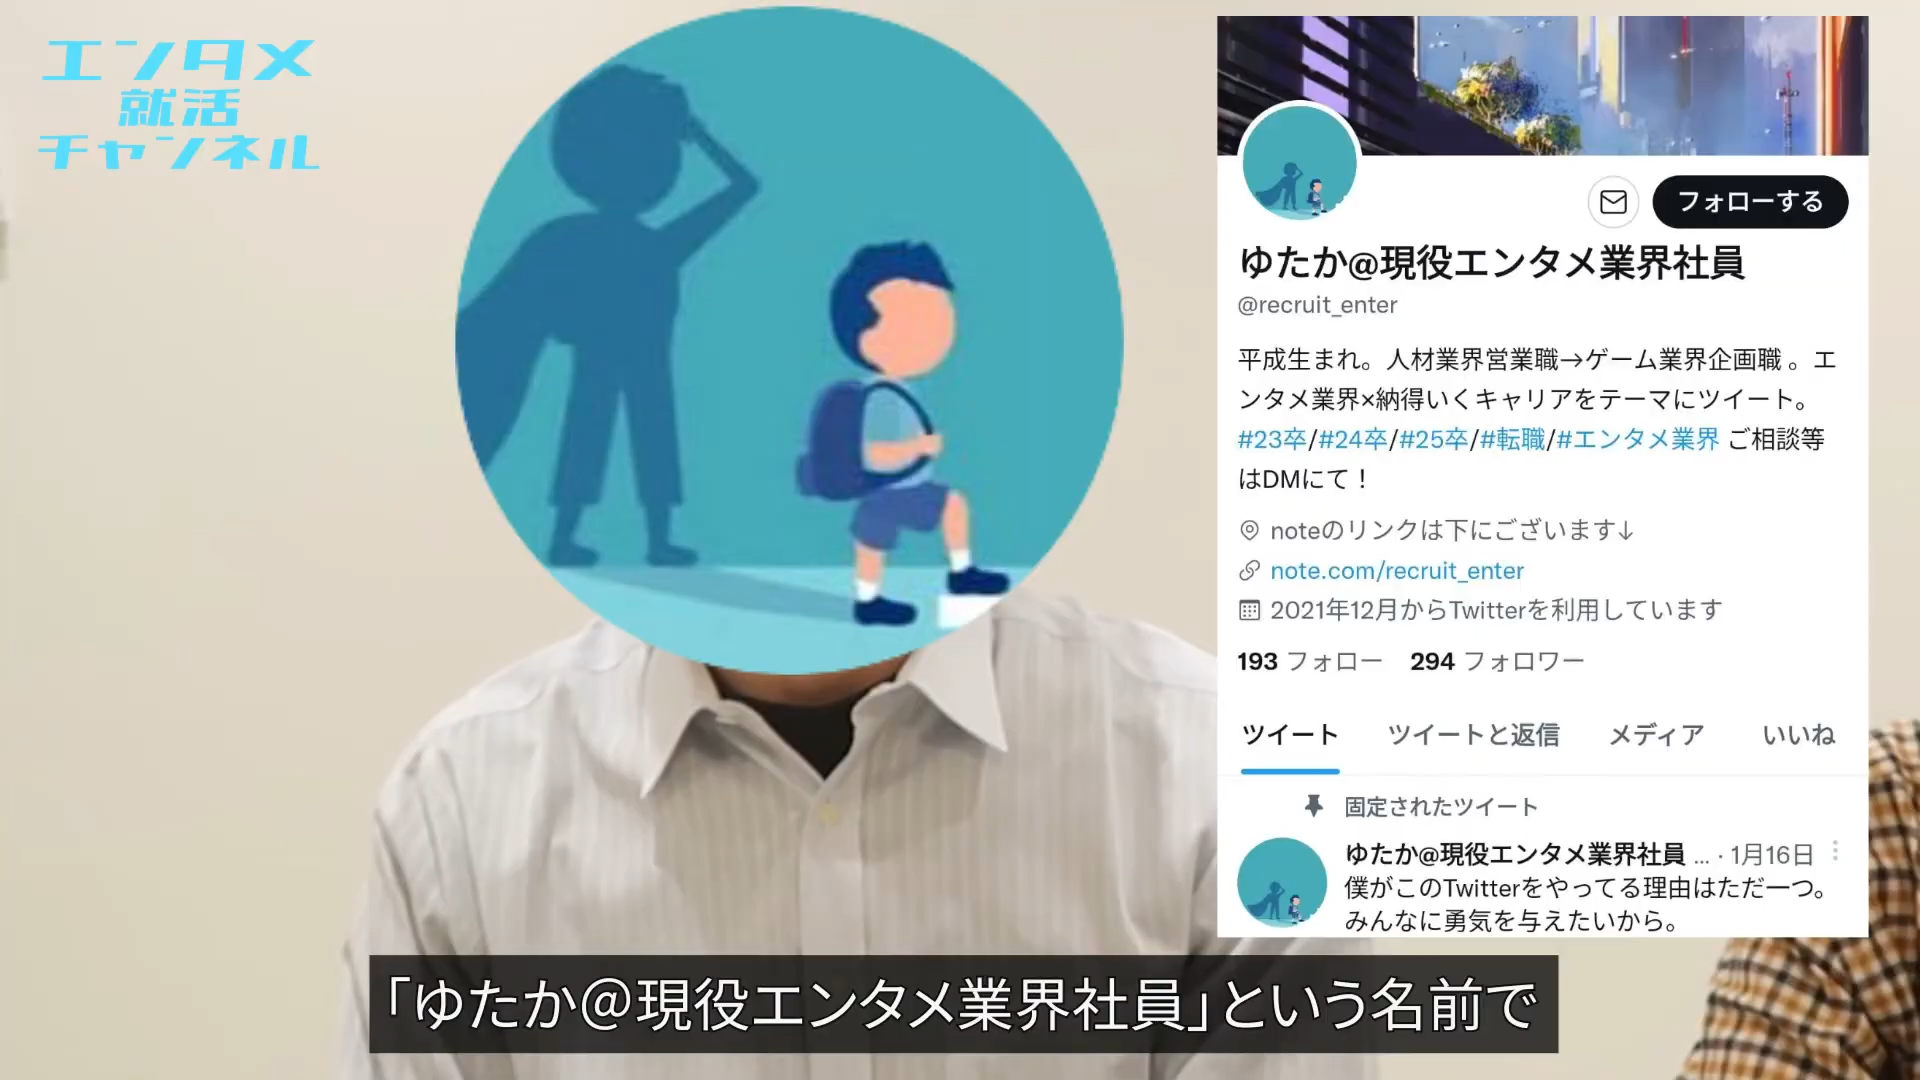 エンタメ
就活
チャンネル
フォローする
ゆたか@現役エンタメ業界社員
@recruit_enter
平成生まれ。人材業界営業職→ゲーム業界企画職 。エ
ンタメ業界×納得いくキャリアをテーマにツイート。
#23卒/#24卒/#25卒/#転職/#エンタメ業界 ご相談等
はDMにて！
noteのリンクは下にございます↓
note.com/recruit_enter
2021年12月からTwitterを利用しています
193 フォロー 294 フォロワー
ツイート ツイートと返信 メディア いいね
固定されたツイート
ゆたか@現役エンタメ業界社員 ... · 1月16日
僕がこのTwitterをやってる理由はただ一つ。
みんなに勇気を与えたいから。
「ゆたか＠現役エンタメ業界社員」という名前で